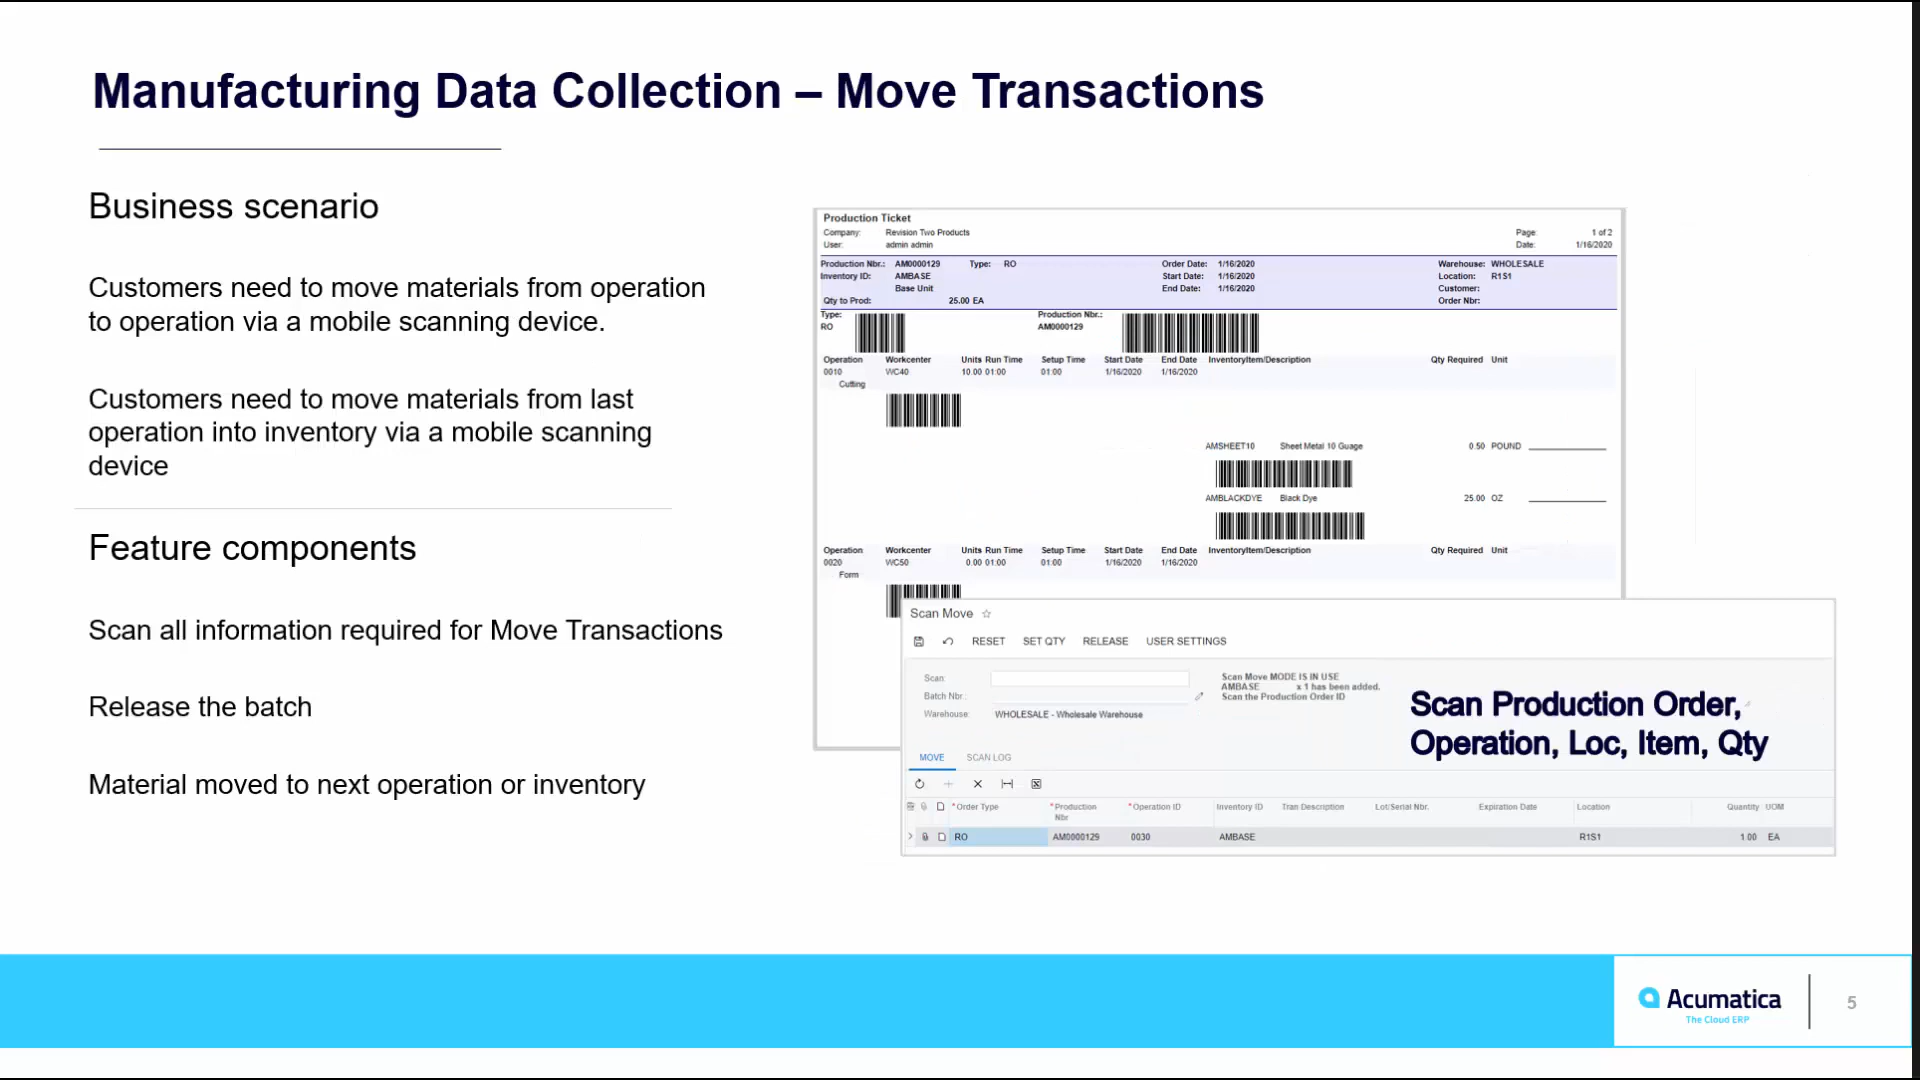 Manufacturing Data Collection – Move Transactions
Business scenario
Customers need to move materials from operation
to operation via a mobile scanning device.
Customers need to move materials from last
operation into inventory via a mobile scanning
device
Feature components
Scan all information required for Move Transactions
Release the batch
Material moved to next operation or inventory
Production Ticket
Company: Revision Two Products Page: 1 of 2
User: admin admin Date: 1/16/2020
Production Nbr.: AM0000129 Type: RO Order Date: 1/16/2020 Warehouse: WHOLESALE
Inventory ID: AMBASE Start Date: 1/16/2020 Location: R1S1
Base Unit End Date: 1/16/2020 Customer:
Qty to Prod: 25.00 EA Order Nbr:
Type: Production Nbr.:
RO AM0000129
Operation Workcenter Units Run Time Setup Time Start Date End Date InventoryItem/Description Qty Required Unit
0010 WC40 10.00 01:00 01:00 1/16/2020 1/16/2020
Cutting
AMSHEET10 Sheet Metal 10 Guage 0.50 POUND
AMBLACKDYE Black Dye 25.00 OZ
Operation Workcenter Units Run Time Setup Time Start Date End Date InventoryItem/Description Qty Required Unit
0020 WC50 0.00 01:00 01:00 1/16/2020 1/16/2020
Form
Scan Move
RESET SET QTY RELEASE USER SETTINGS
Scan: Scan Move MODE IS IN USE
AMBASE x 1 has been added.
Batch Nbr.: Scan the Production Order ID
Warehouse: WHOLESALE - Wholesale Warehouse
Scan Production Order,
Operation, Loc, Item, Qty
MOVE SCAN LOG
*Order Type *Production Nbr *Operation ID Inventory ID Tran Description Lot/Serial Nbr. Expiration Date Location Quantity UOM
RO AM0000129 0030 AMBASE R1S1 1.00 EA
Acumatica
The Cloud ERP
5